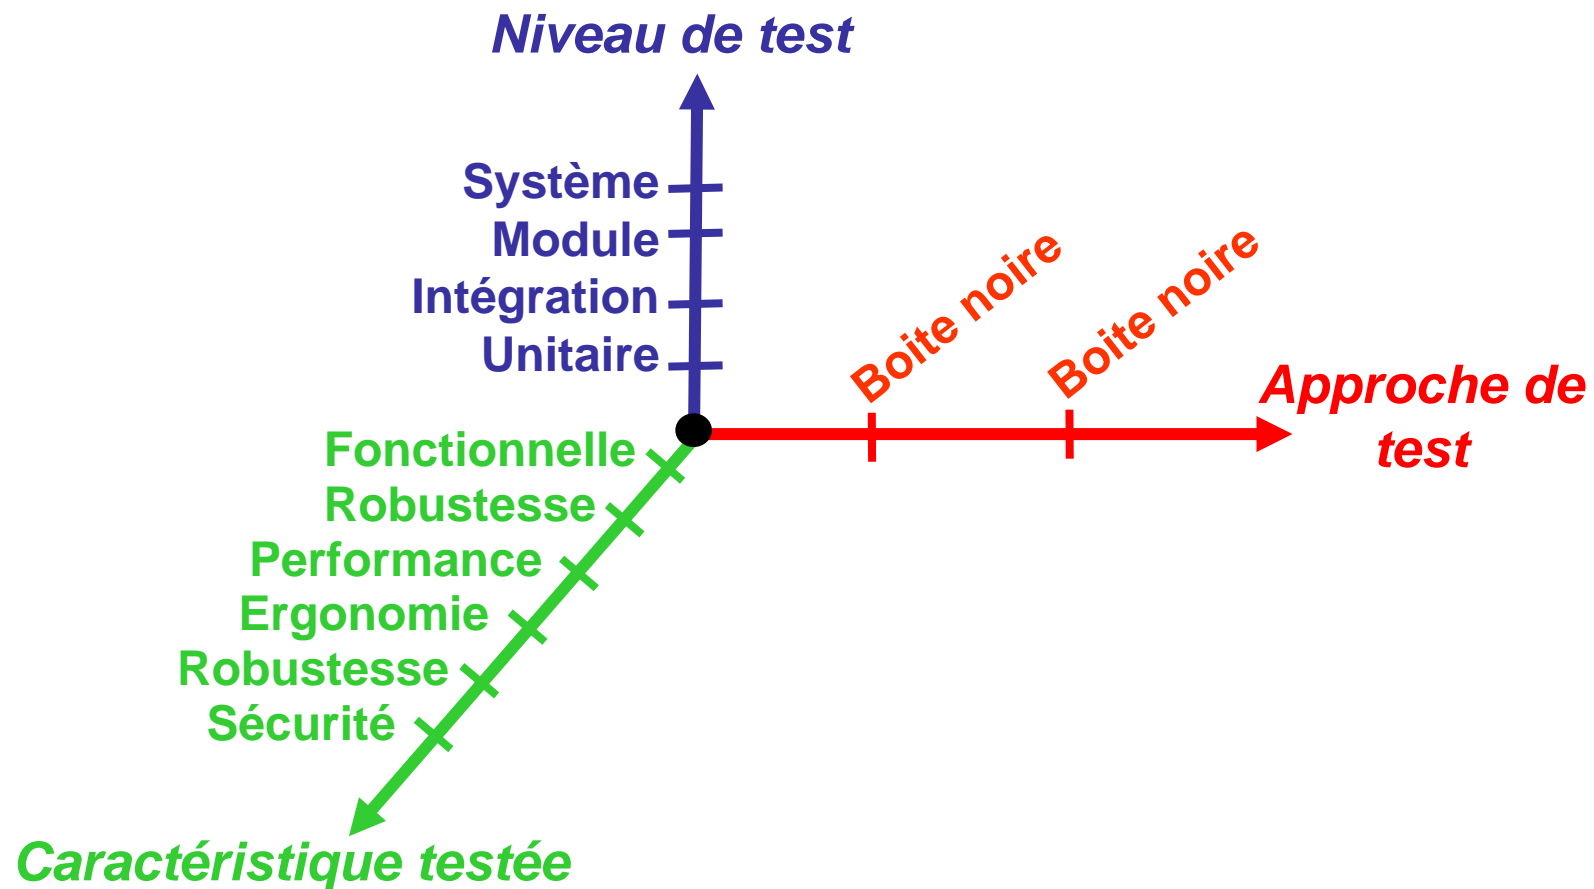 Niveau de test
Système
Module
Intégration
Unitaire
Boite noire
Boite noire
Approche de
test
Fonctionnelle
Robustesse
Performance
Ergonomie
Robustesse
Sécurité
Caractéristique testée